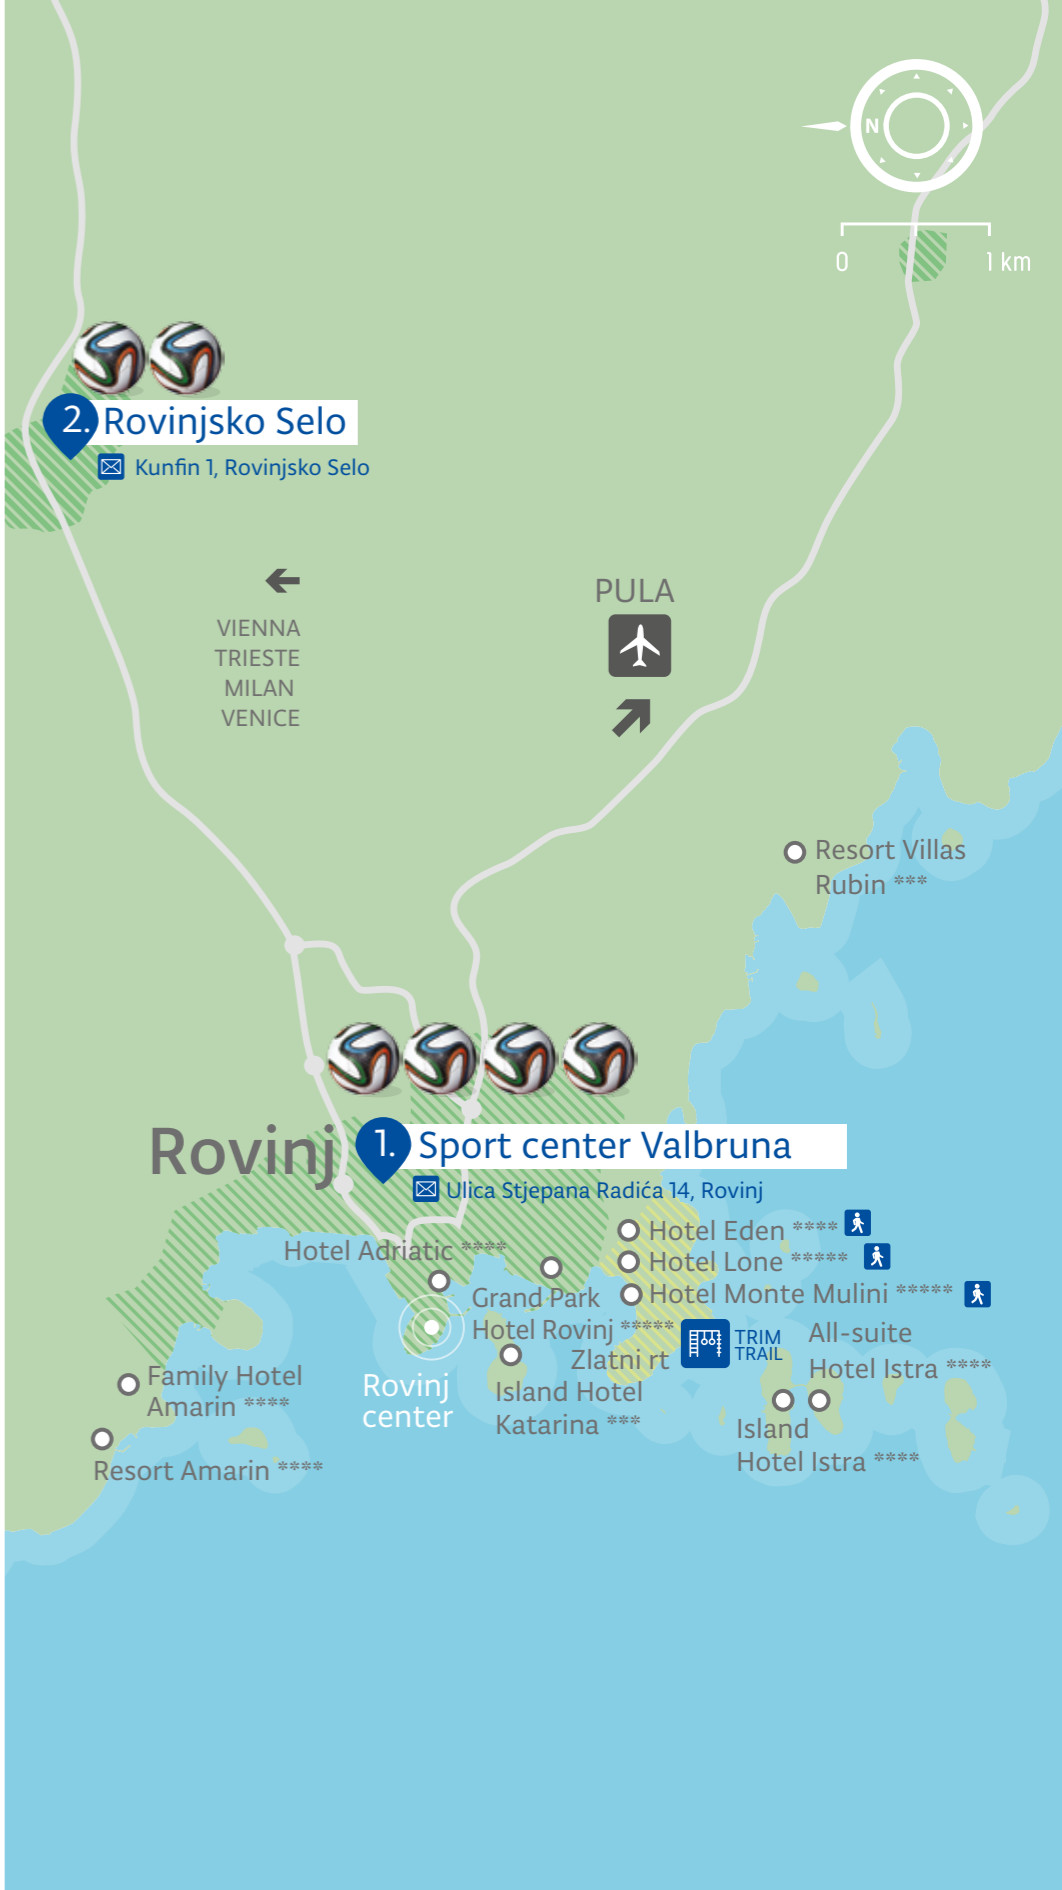 N
0 1 km
2. Rovinjsko Selo
Kunfin 1, Rovinjsko Selo
PULA
VIENNA
TRIESTE
MILAN
VENICE
Resort Villas
Rubin ***
Rovinj
1. Sport center Valbruna
Ulica Stjepana Radića 14, Rovinj
Hotel Eden ****
Hotel Adriatic ****
Hotel Lone *****
Hotel Monte Mulini *****
Grand Park
Hotel Rovinj *****
TRIM
TRAIL
Zlatni rt
All-suite
Hotel Istra ****
Family Hotel
Amarin ****
Rovinj
center
Island Hotel
Katarina ***
Island
Hotel Istra ****
Resort Amarin ****